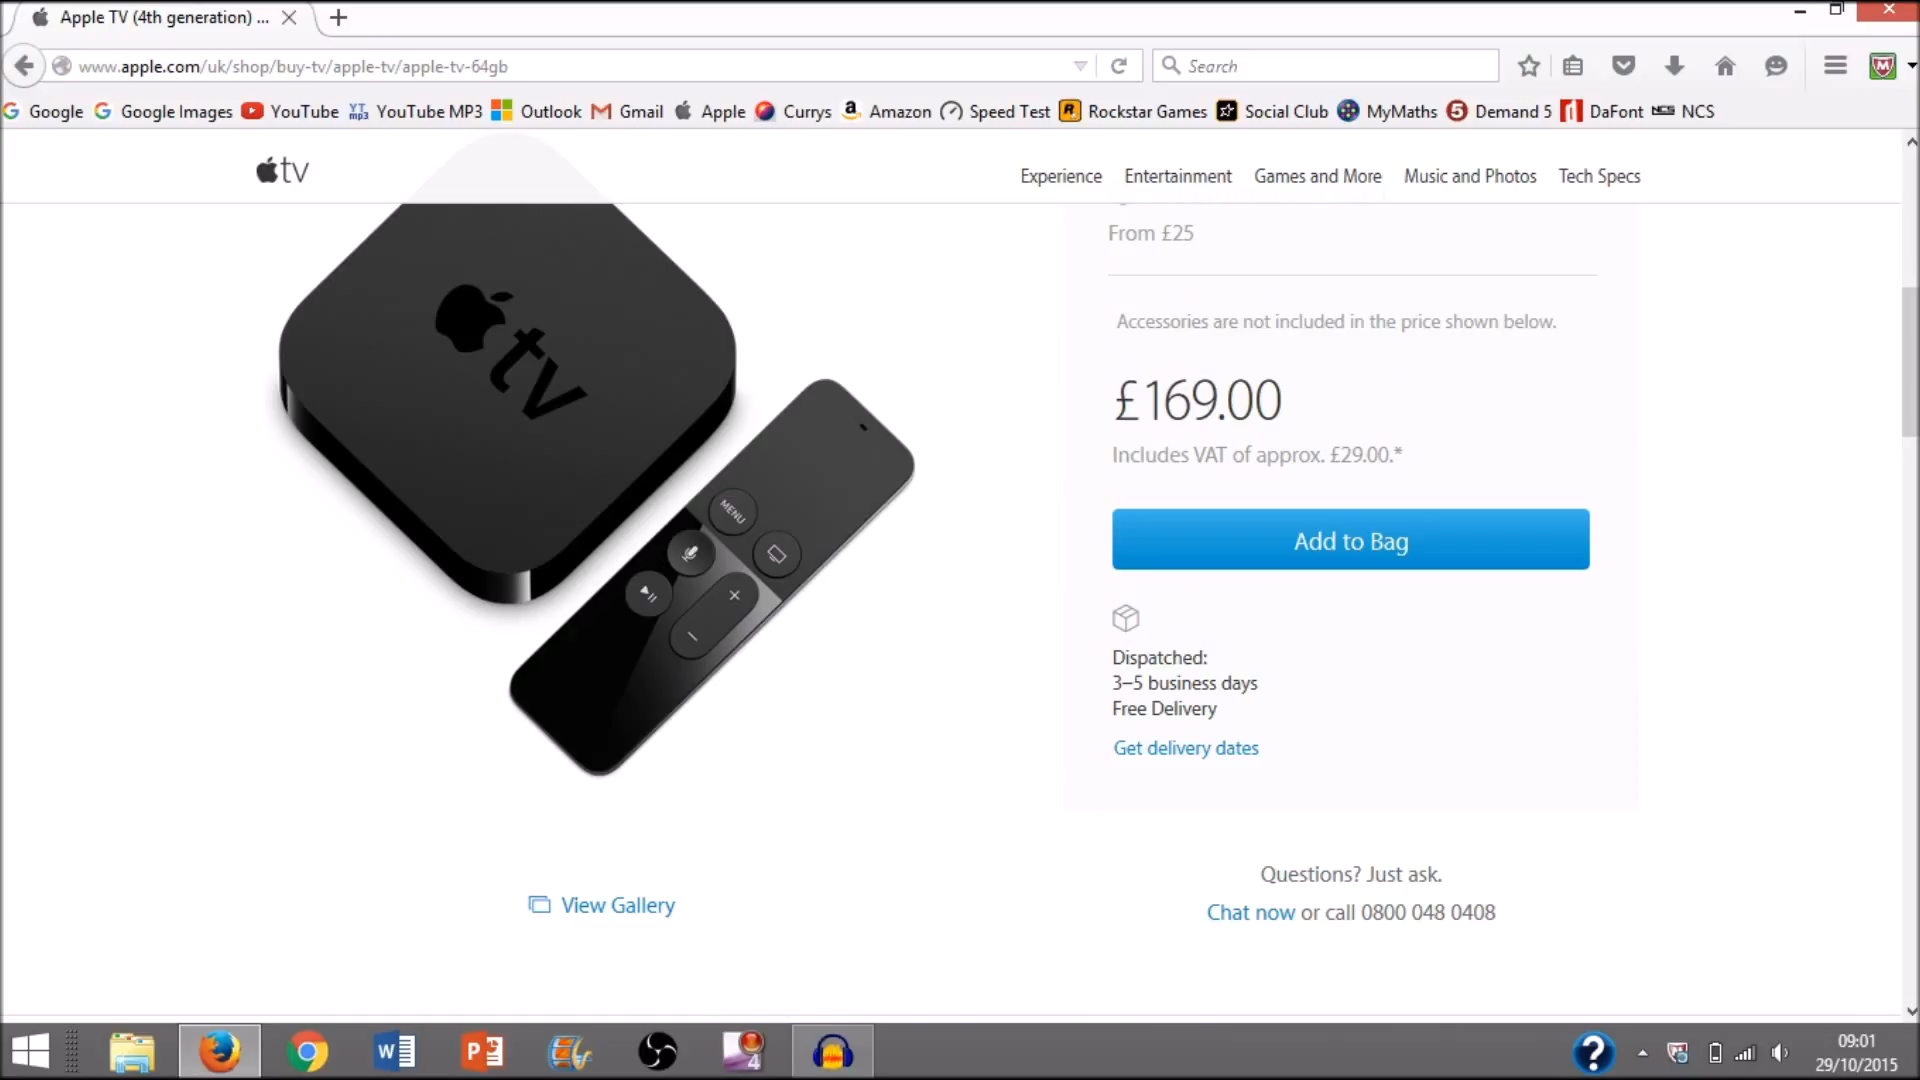 Apple TV (4th generation) ...
www.apple.com/uk/shop/buy-tv/apple-tv/apple-tv-64gb
Search
Google
Google Images
YouTube
YouTube MP3
Outlook
Gmail
Apple
Currys
Amazon
Speed Test
Rockstar Games
Social Club
MyMaths
Demand 5
DaFont
NCS
tv
Experience
Entertainment
Games and More
Music and Photos
Tech Specs
From £25
Accessories are not included in the price shown below.
£169.00
Includes VAT of approx. £29.00.*
Add to Bag
Dispatched:
3–5 business days
Free Delivery
Get delivery dates
tv
MENU
View Gallery
Questions? Just ask.
Chat now or call 0800 048 0408
09:01
29/10/2015